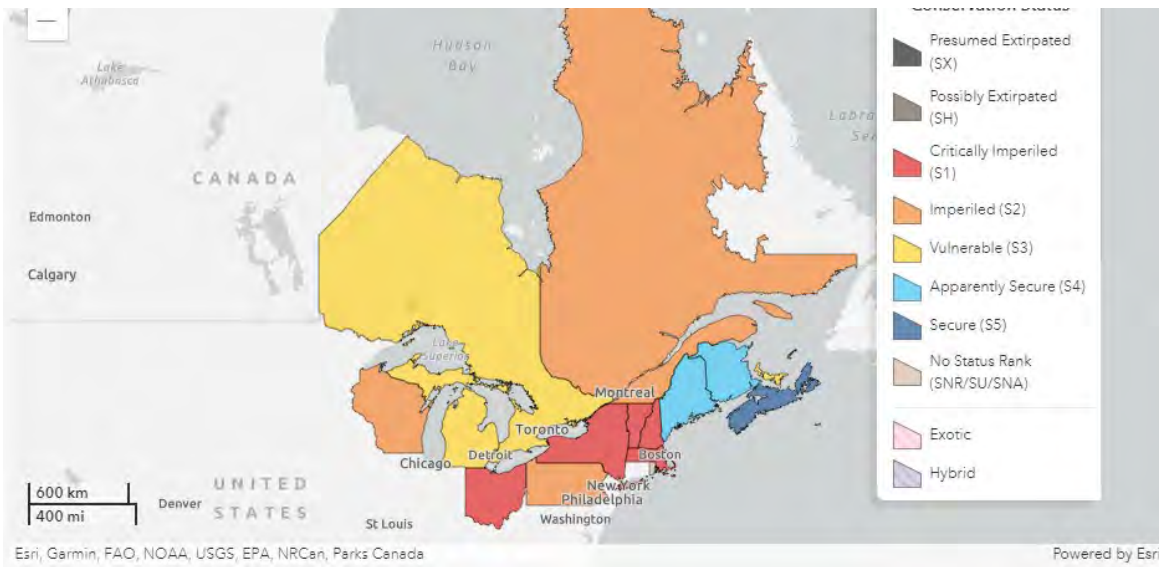 Conservation Status
Presumed Extirpated
(SX)
Possibly Extirpated
(SH)
Critically Imperiled
(S1)
Imperiled (S2)
Vulnerable (S3)
Apparently Secure (S4)
Secure (S5)
No Status Rank
(SNR/SU/SNA)
Exotic
Hybrid
Hudson
Bay
Lake
Athabasca
Labra
Sea
CANADA
Edmonton
Calgary
Lake
Superior
Montreal
Toronto
Detroit
Boston
Chicago
New York
Philadelphia
Washington
UNITED
STATES
Denver
St Louis
600 km
400 mi
Esri, Garmin, FAO, NOAA, USGS, EPA, NRCan, Parks Canada
Powered by Esri